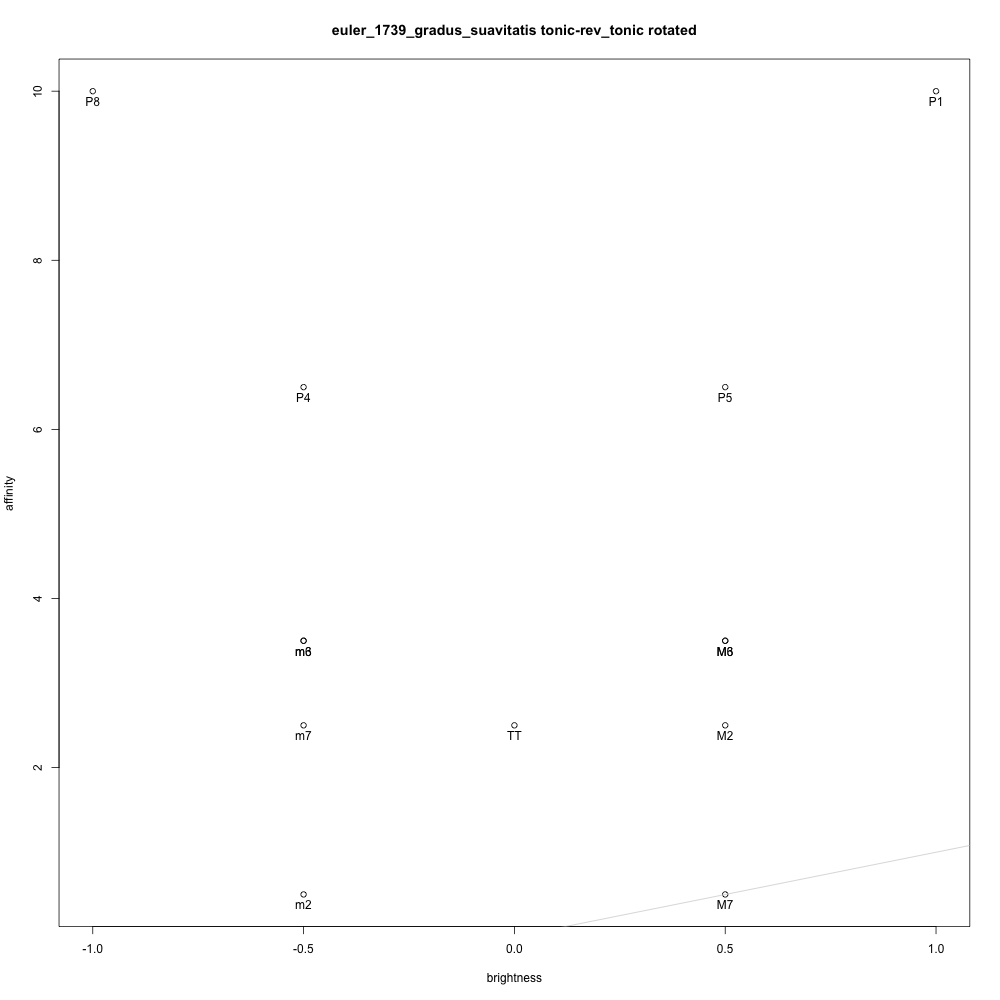 euler_1739_gradus_suavitatis tonic-rev_tonic rotated
10
P8
P1
8
P4
P5
6
affinity
4
m7
TT
M2
2
m2
M7
-1.0
-0.5
0.0
0.5
1.0
brightness